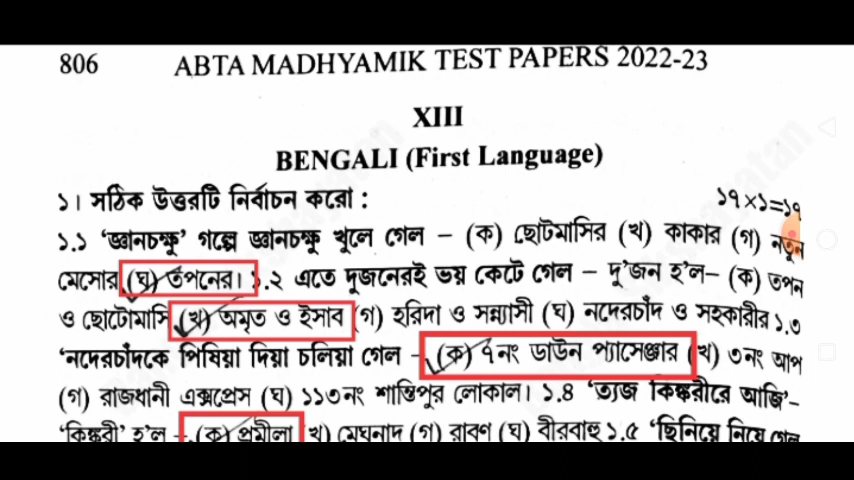 806 ABTA MADHYAMIK TEST PAPERS 2022-23
XIII
BENGALI (First Language)
১। সঠিক উত্তরটি নির্বাচন করো : ১৭×১=১৭
১.১ ‘জ্ঞানচক্ষু’ গল্পে জ্ঞানচক্ষু খুলে গেল – (ক) ছোটমাসির (খ) কাকার (গ) নতুন
মেসোর (ঘ) তপনের। ১.২ এতে দুজনেরই ভয় কেটে গেল – দু'জন হ'ল– (ক) তপন
ও ছোটোমাসি (খ) অমৃত ও ইসাব (গ) হরিদা ও সন্ন্যাসী (ঘ) নদেরচাঁদ ও সহকারীর ১.৩
‘নদেরচাঁদকে পিষিয়া দিয়া চলিয়া গেল – (ক) ৭নং ডাউন প্যাসেঞ্জার (খ) ৩নং আপ
(গ) রাজধানী এক্সপ্রেস (ঘ) ১১৩নং শান্তিপুর লোকাল। ১.৪ ‘ত্যজ কিঙ্করীরে আজি’–
‘কিঙ্করী’ হ'ল – (ক) প্রমীলা (খ) মেঘনাদ (গ) রাবণ (ঘ) বীরবাহু ১.৫ ‘ছিনিয়ে নিয়ে গেল